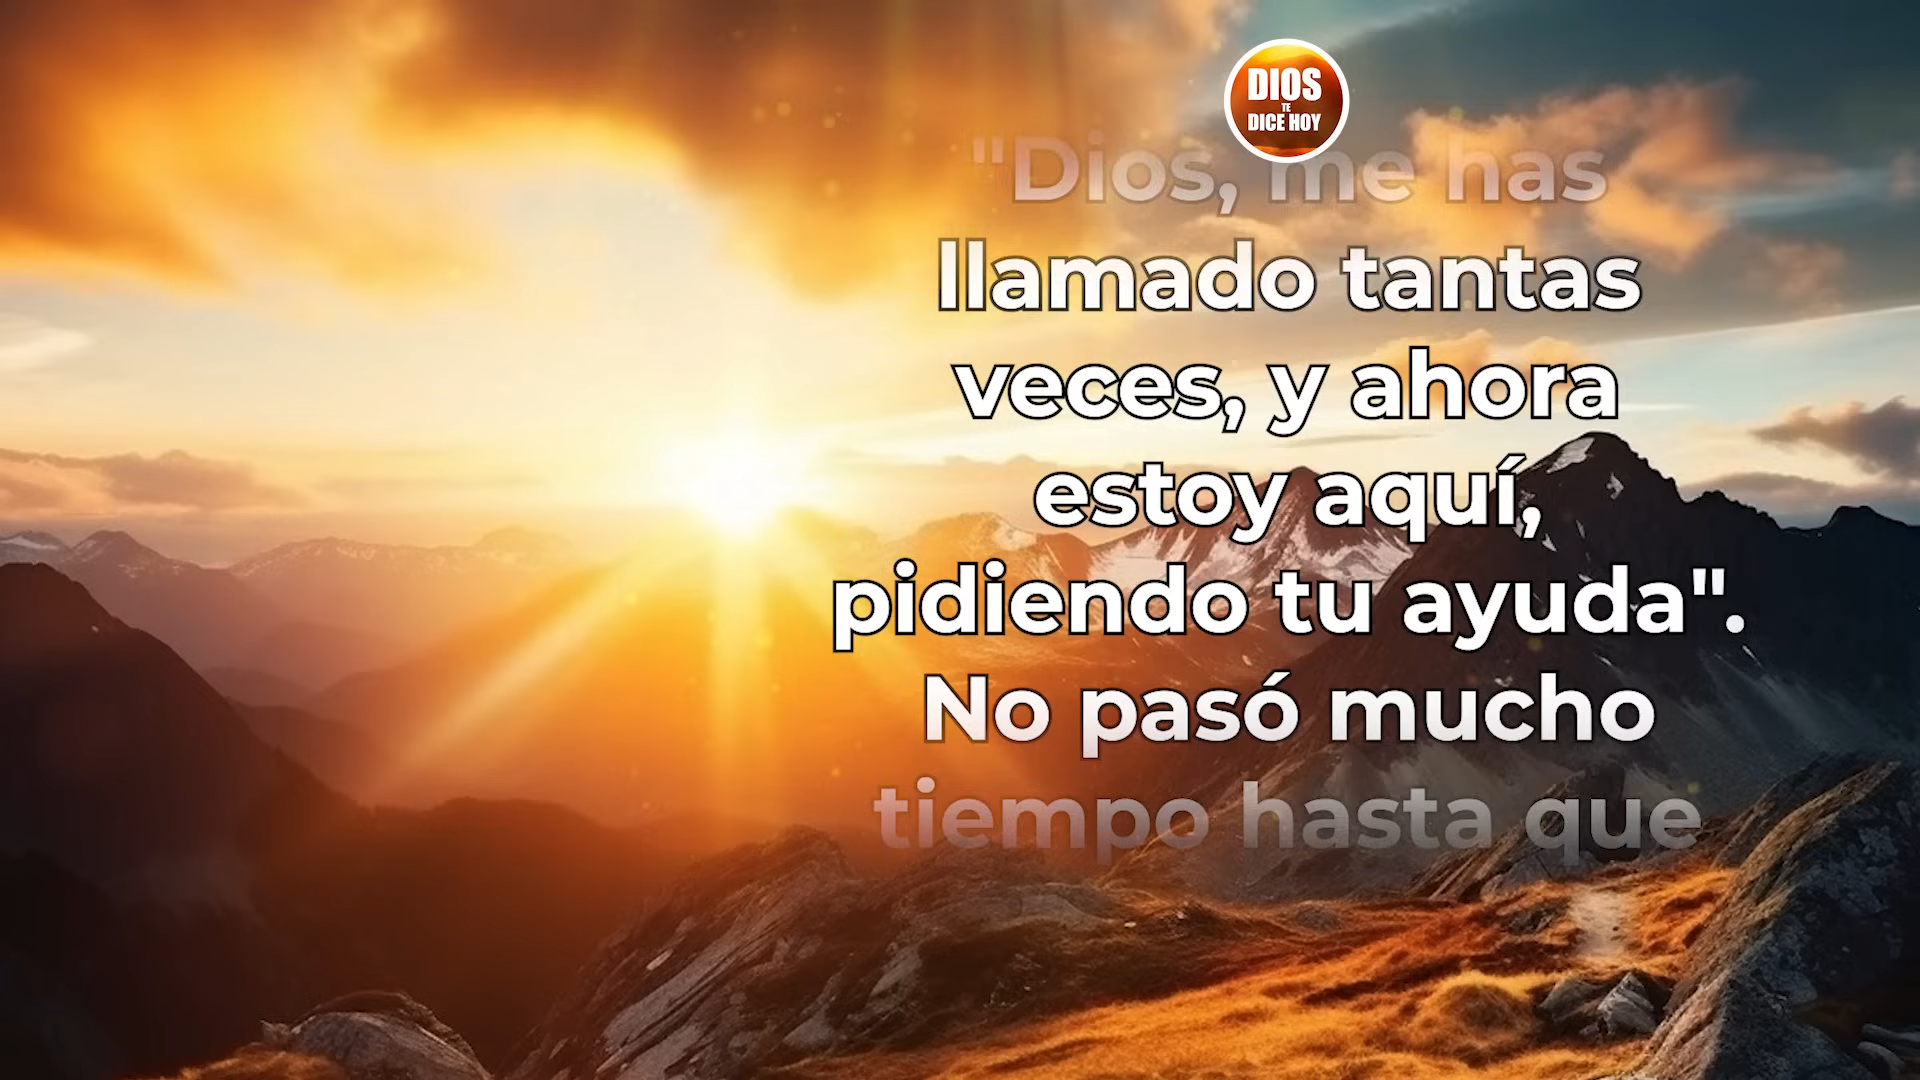 DIOS
TE
DICE HOY
"Dios, me has
llamado tantas
veces, y ahora
estoy aquí,
pidiendo tu ayuda".
No pasó mucho
tiempo hasta que